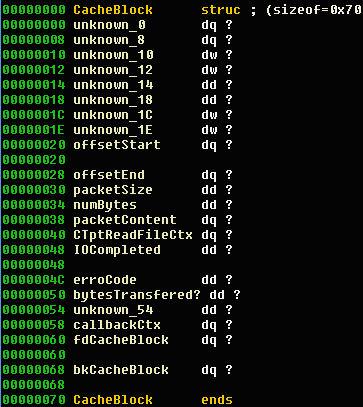 00000000 CacheBlock struc ; (sizeof=0x70
00000000 unknown_0 dq ?
00000008 unknown_8 dq ?
00000010 unknown_10 dw ?
00000012 unknown_12 dw ?
00000014 unknown_14 dd ?
00000018 unknown_18 dd ?
0000001C unknown_1C dw ?
0000001E unknown_1E dw ?
00000020 offsetStart dq ?
00000020
00000028 offsetEnd dq ?
00000030 packetSize dd ?
00000034 numBytes dd ?
00000038 packetContent dq ?
00000040 CTptReadFileCtx dq ?
00000048 IOCompleted dd ?
00000048
0000004C erroCode dd ?
00000050 bytesTransfered? dd ?
00000054 unknown_54 dd ?
00000058 callbackCtx dq ?
00000060 fdCacheBlock dq ?
00000060
00000068 bkCacheBlock dq ?
00000068
00000070 CacheBlock ends